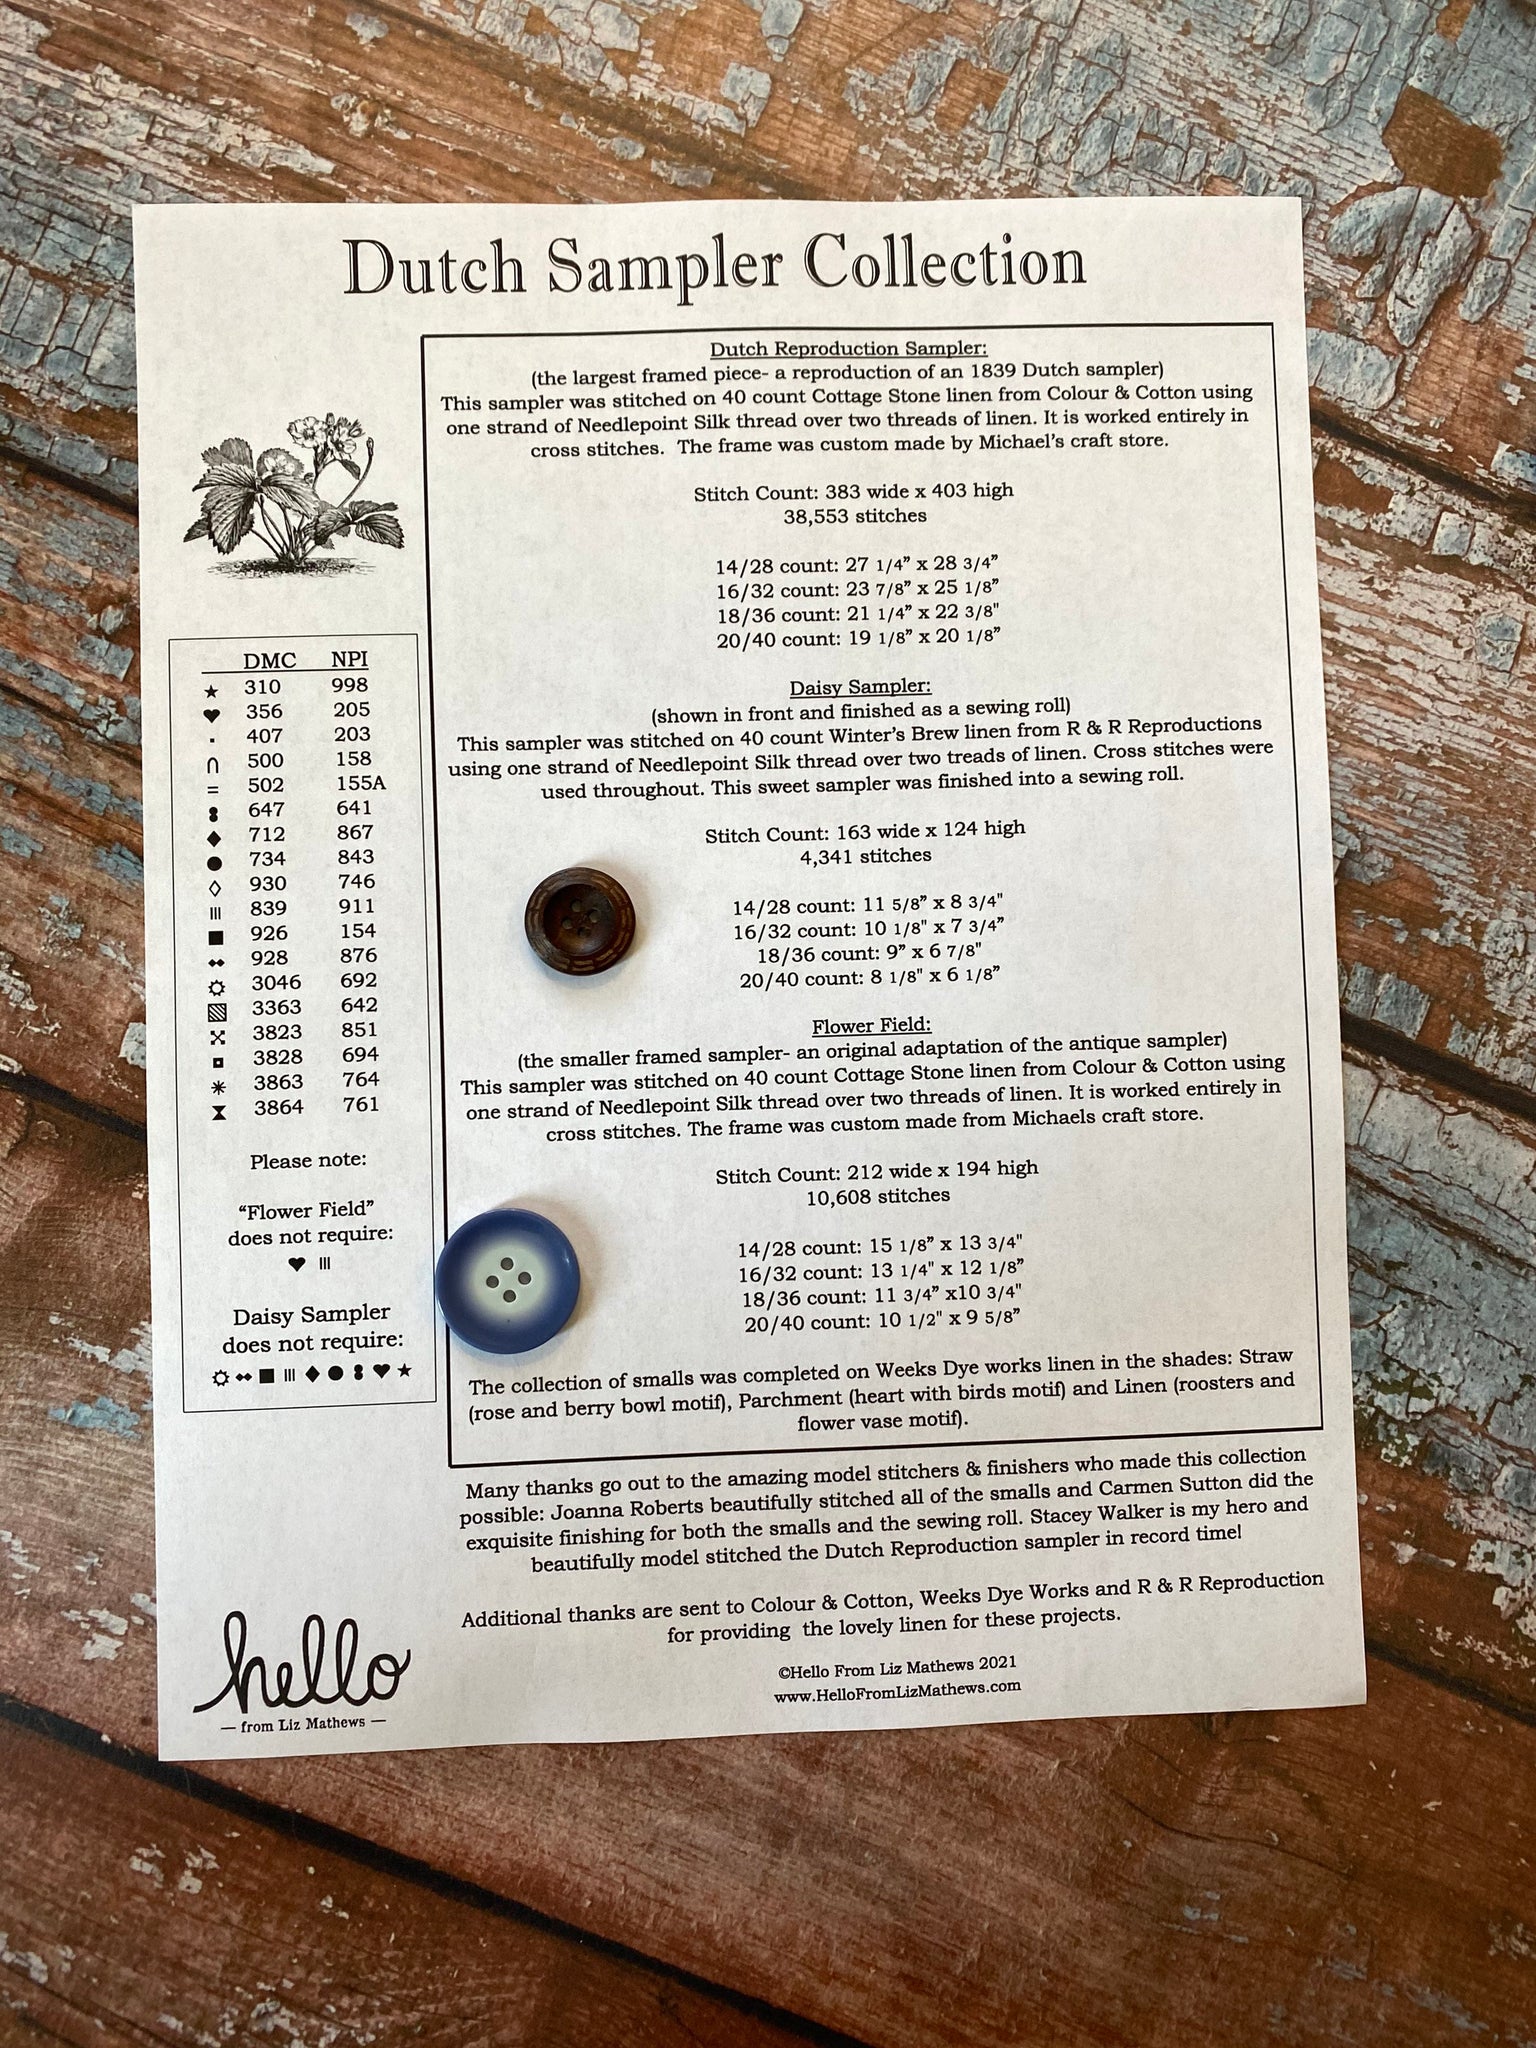 Dutch Sampler Collection
Dutch Reproduction Sampler:
(the largest framed piece- a reproduction of an 1839 Dutch sampler)
This sampler was stitched on 40 count Cottage Stone linen from Colour & Cotton using
one strand of Needlepoint Silk thread over two threads of linen. It is worked entirely in
cross stitches. The frame was custom made by Michael's craft store.
Stitch Count: 383 wide x 403 high
38,553 stitches
14/28 count: 27 1/4” x 28 3/4”
16/32 count: 23 7/8” x 25 1/8”
18/36 count: 21 1/4” x 22 3/8"
20/40 count: 19 1/8” x 20 1/8”
Daisy Sampler:
(shown in front and finished as a sewing roll)
This sampler was stitched on 40 count Winter's Brew linen from R & R Reproductions
using one strand of Needlepoint Silk thread over two treads of linen. Cross stitches were
used throughout. This sweet sampler was finished into a sewing roll.
Stitch Count: 163 wide x 124 high
4,341 stitches
14/28 count: 11 5/8” x 8 3/4"
16/32 count: 10 1/8" x 7 3/4”
18/36 count: 9” x 6 7/8"
20/40 count: 8 1/8" x 6 1/8”
Flower Field:
(the smaller framed sampler- an original adaptation of the antique sampler)
This sampler was stitched on 40 count Cottage Stone linen from Colour & Cotton using
one strand of Needlepoint Silk thread over two threads of linen. It is worked entirely in
cross stitches. The frame was custom made from Michaels craft store.
Stitch Count: 212 wide x 194 high
10,608 stitches
14/28 count: 15 1/8” x 13 3/4"
16/32 count: 13 1/4" x 12 1/8”
18/36 count: 11 3/4” x10 3/4"
20/40 count: 10 1/2" x 9 5/8”
The collection of smalls was completed on Weeks Dye works linen in the shades: Straw
(rose and berry bowl motif), Parchment (heart with birds motif) and Linen (roosters and
flower vase motif).
DMC NPI
★ 310 998
♥ 356 205
▪ 407 203
∩ 500 158
= 502 155A
647 641
◆ 712 867
● 734 843
◊ 930 746
||| 839 911
■ 926 154
928 876
3046 692
▧ 3363 642
3823 851
3828 694
3863 764
3864 761
Please note:
“Flower Field”
does not require:
♥ |||
Daisy Sampler
does not require:
Many thanks go out to the amazing model stitchers & finishers who made this collection
possible: Joanna Roberts beautifully stitched all of the smalls and Carmen Sutton did the
exquisite finishing for both the smalls and the sewing roll. Stacey Walker is my hero and
beautifully model stitched the Dutch Reproduction sampler in record time!
Additional thanks are sent to Colour & Cotton, Weeks Dye Works and R & R Reproduction
for providing the lovely linen for these projects.
©Hello From Liz Mathews 2021
www.HelloFromLizMathews.com
hello
— from Liz Mathews —